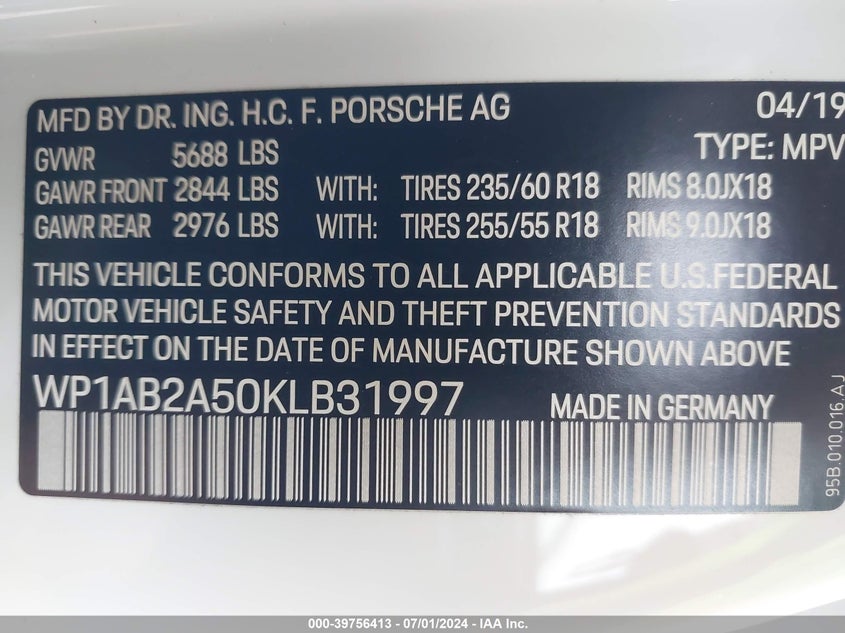 MFD BY DR. ING. H.C. F. PORSCHE AG 04/19
GVWR 5688 LBS TYPE: MPV
GAWR FRONT 2844 LBS WITH: TIRES 235/60 R18 RIMS 8.0JX18
GAWR REAR 2976 LBS WITH: TIRES 255/55 R18 RIMS 9.0JX18
THIS VEHICLE CONFORMS TO ALL APPLICABLE U.S.FEDERAL
MOTOR VEHICLE SAFETY AND THEFT PREVENTION STANDARDS
IN EFFECT ON THE DATE OF MANUFACTURE SHOWN ABOVE
WP1AB2A50KLB31997 MADE IN GERMANY
95B.010.016.AJ
000-39756413 - 07/01/2024 - IAA Inc.